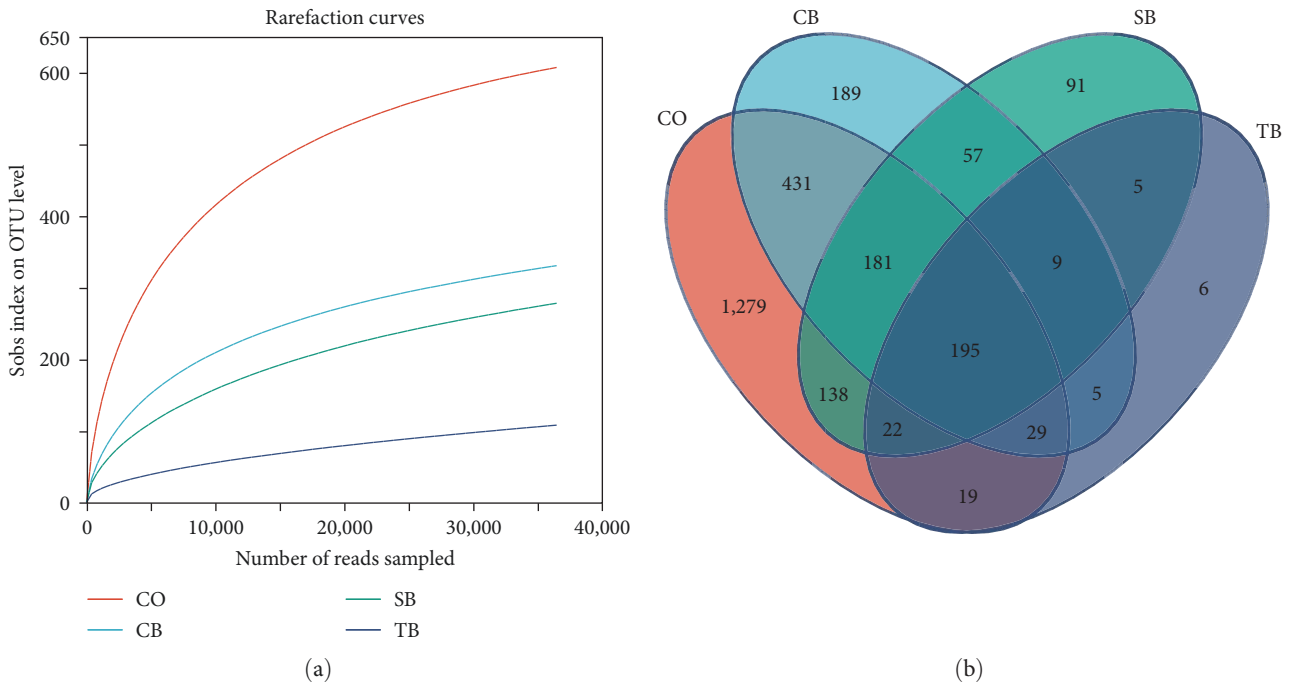 Rarefaction curves
650
600
400
200
0
Sobs index on OTU level
0 10,000 20,000 30,000 40,000
Number of reads sampled
CO SB
CB TB
(a)
CB SB
CO TB
189 91
57
431 5
181 9
1,279 6
195
138 5
22 29
19
(b)